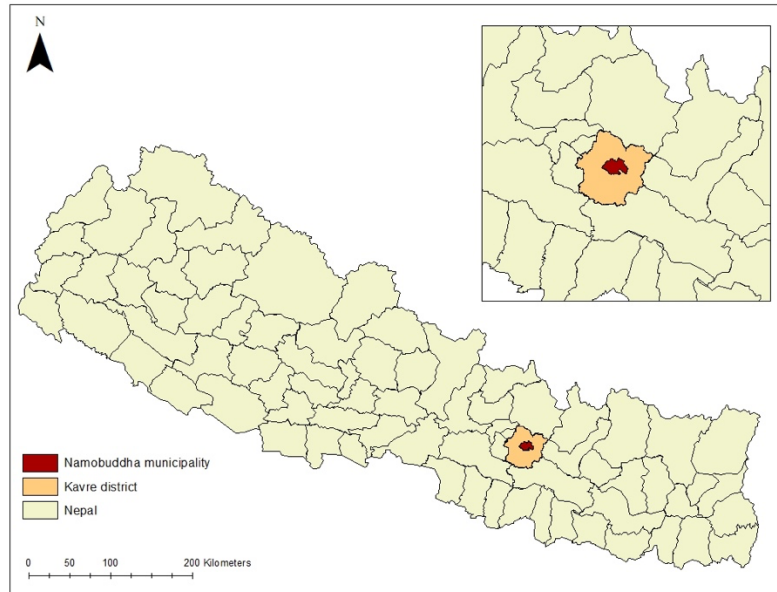 N
Namobuddha municipality
Kavre district
Nepal
0 50 100 200 Kilometers